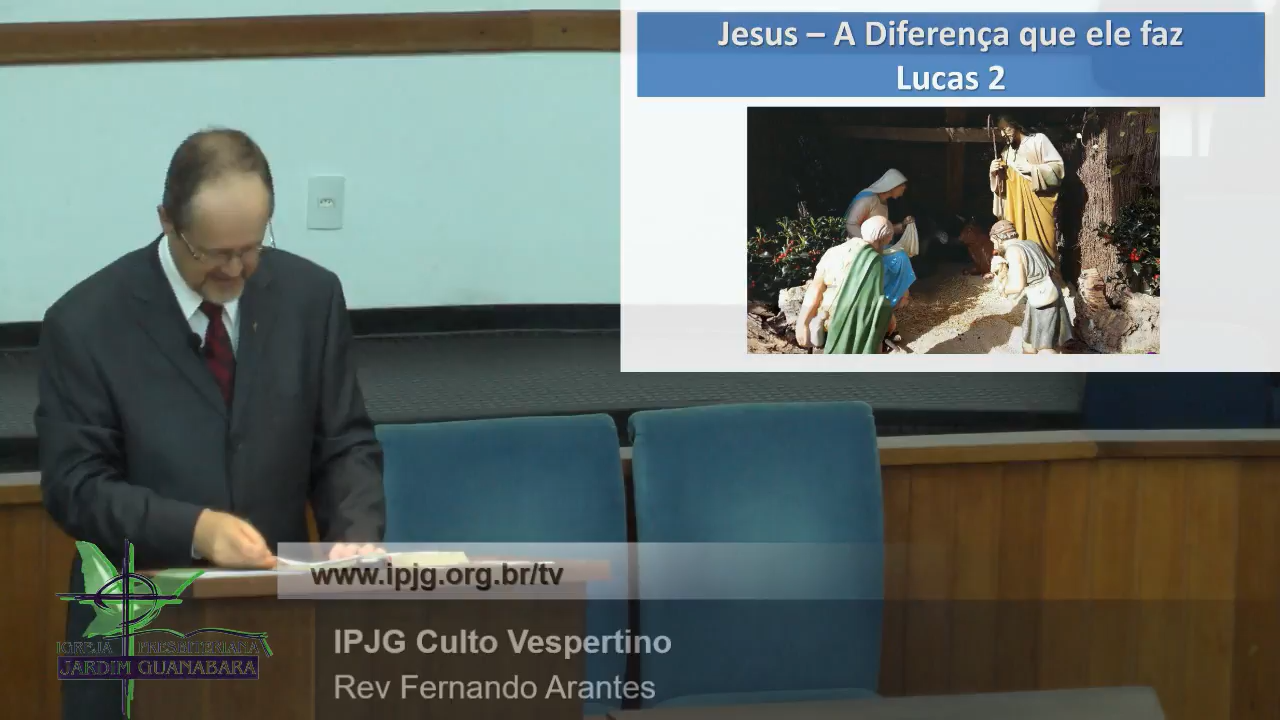 Jesus – A Diferença que ele faz
Lucas 2
www.ipjg.org.br/tv
IPJG Culto Vespertino
Rev Fernando Arantes
IGREJA PRESBITERIANA
JARDIM GUANABARA